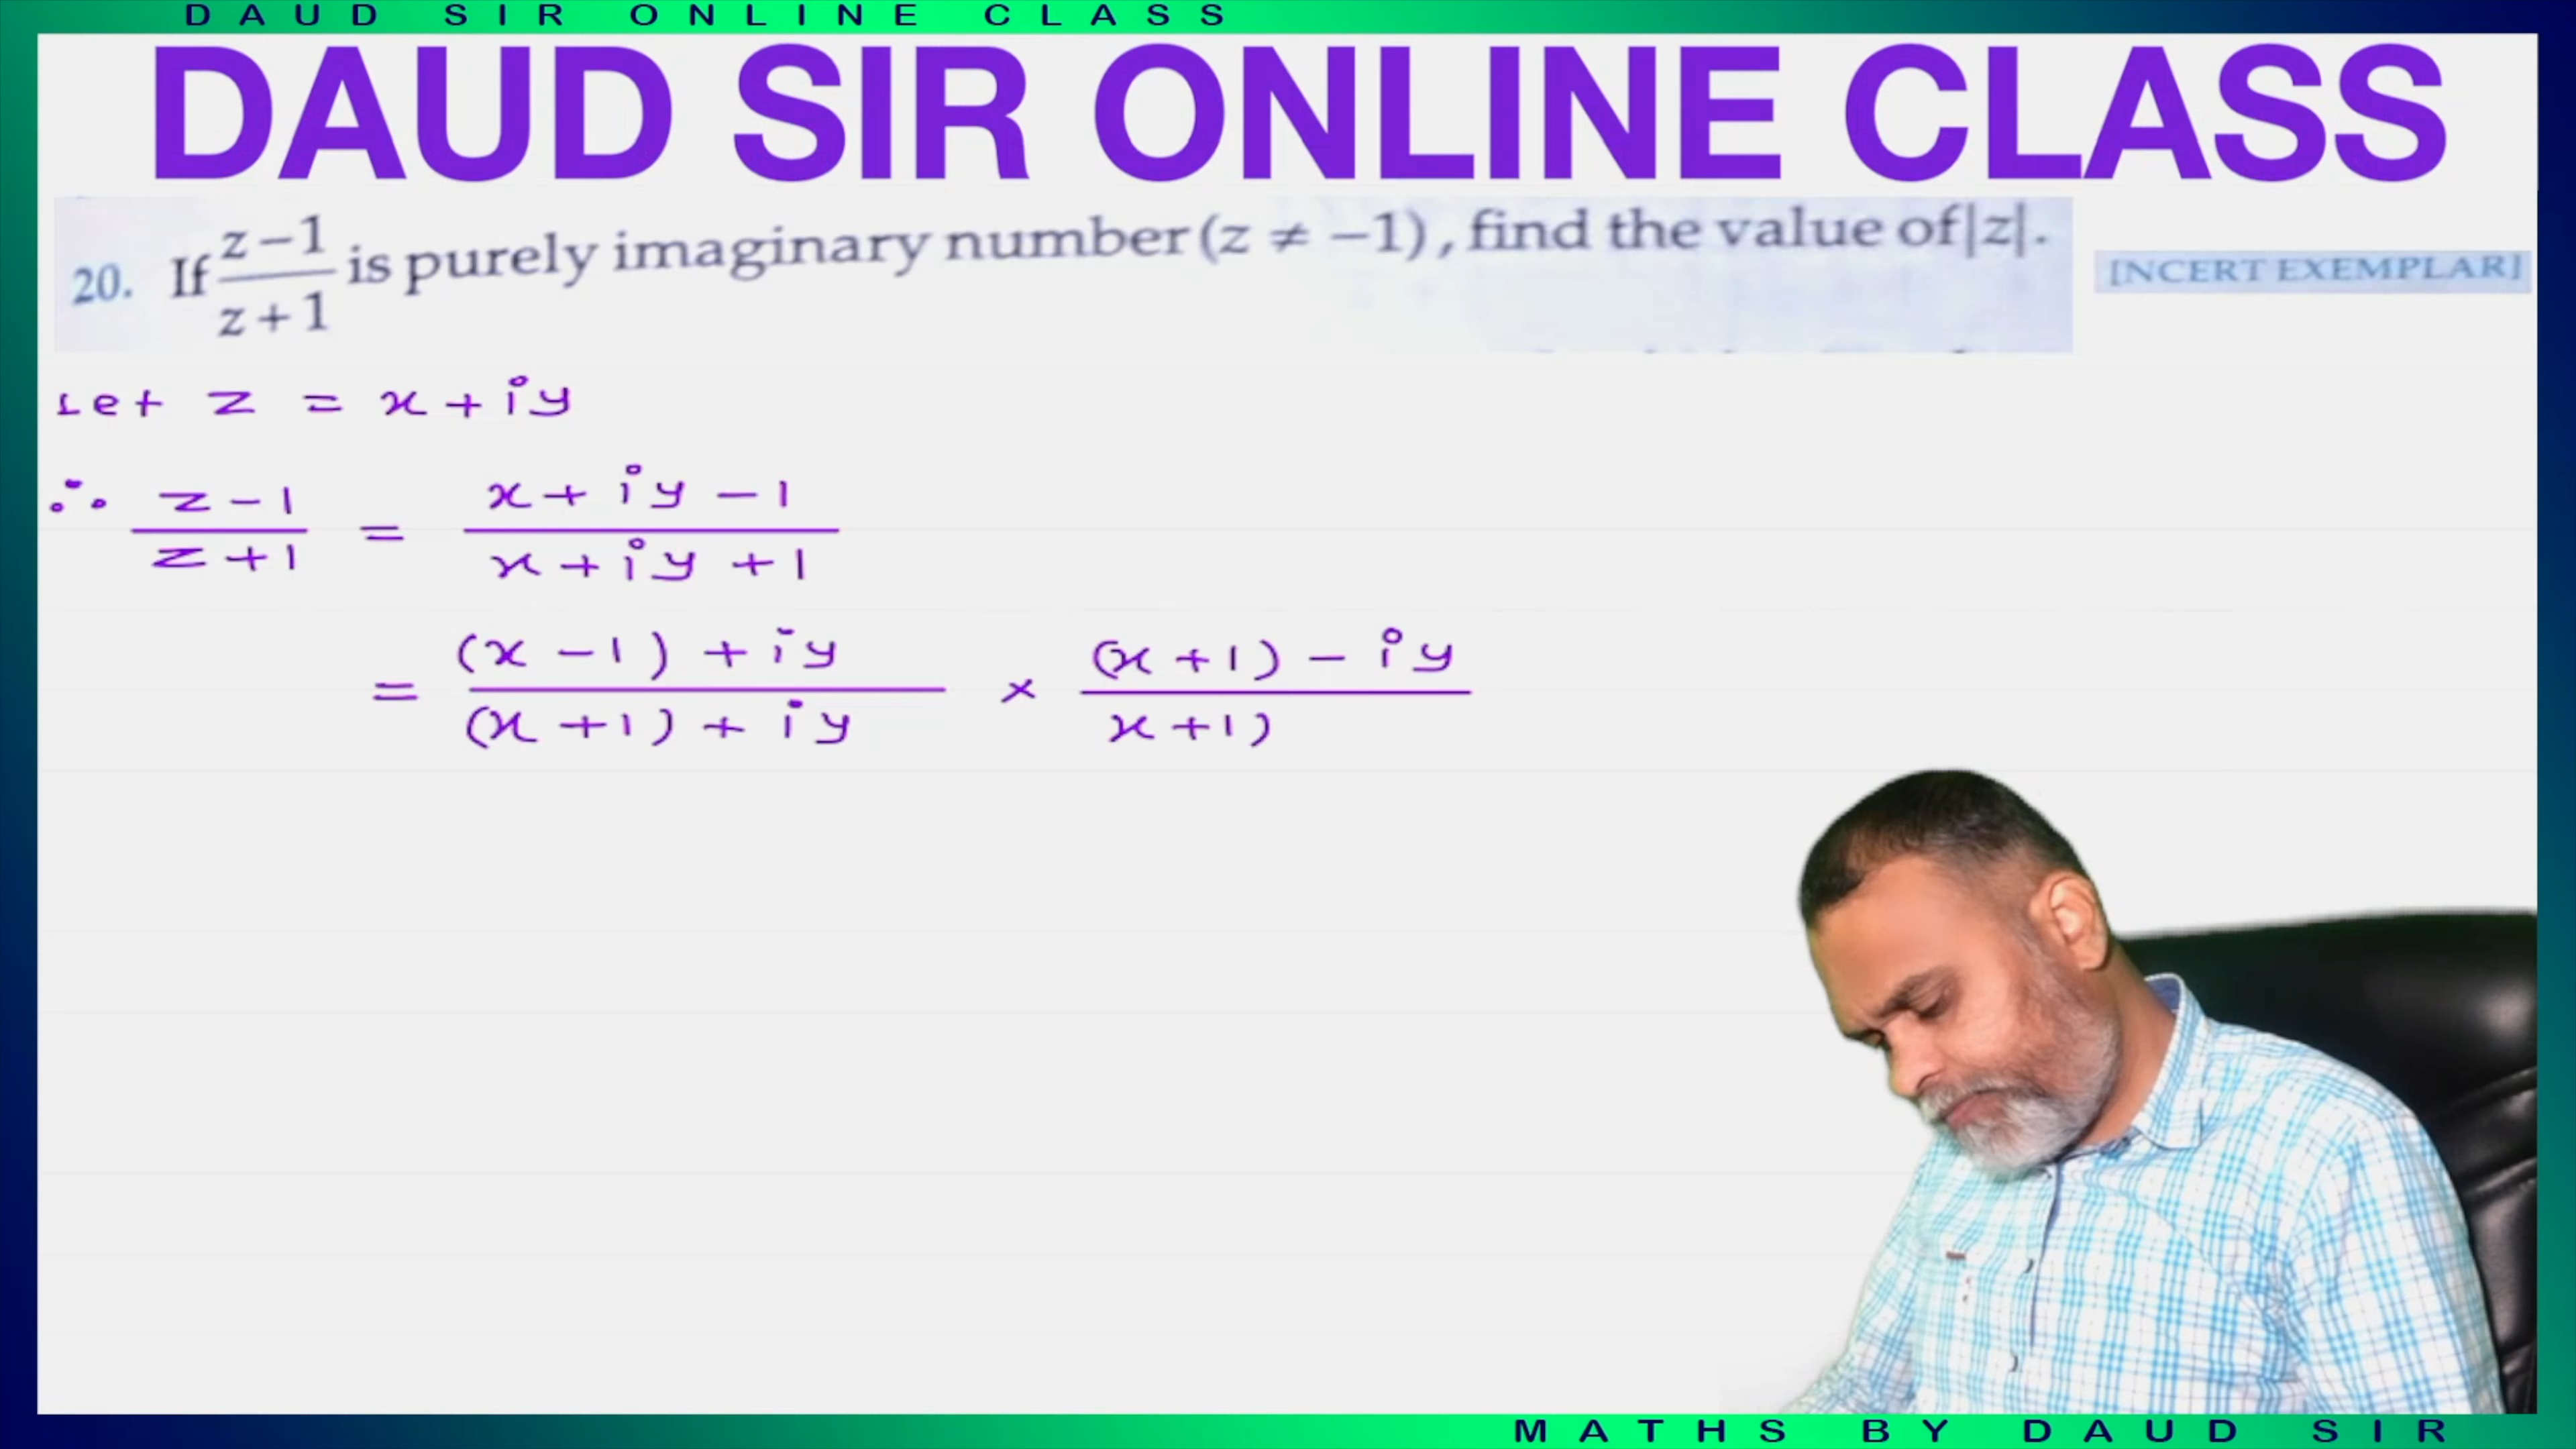 DAUD SIR ONLINE CLASS
DAUD SIR ONLINE CLASS
20. If (z-1)/(z+1) is purely imaginary number (z ≠ -1), find the value of |z|.
[NCERT EXEMPLAR]
Let z = x + iy
∴ (z-1)/(z+1) = (x + iy - 1)/(x + iy + 1)
= ((x - 1) + iy)/((x + 1) + iy) × ((x + 1) - iy)/(x + 1)
MATHS BY DAUD SIR